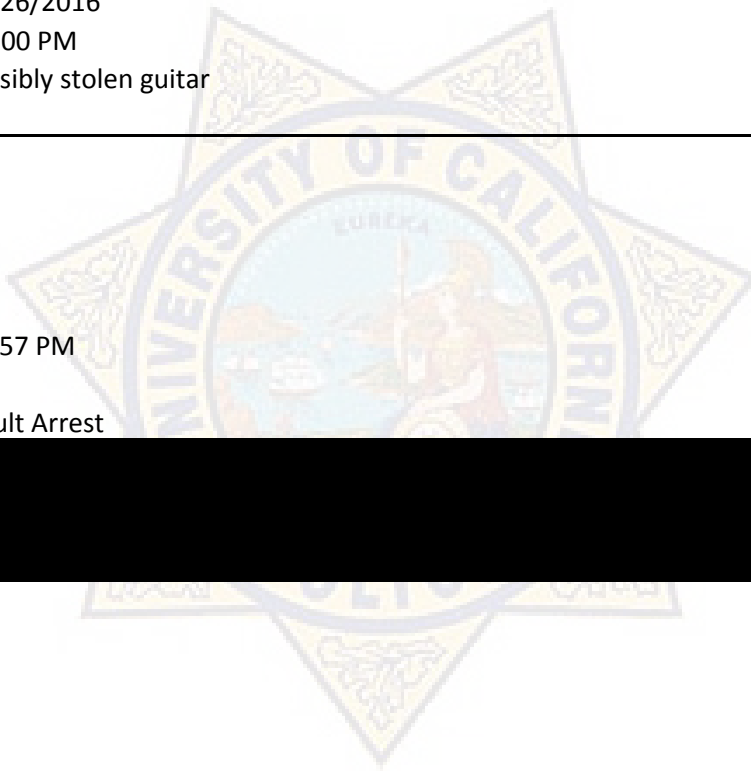 26/2016
00 PM
sibly stolen guitar
UNIVERSITY OF CALIFORN
EUREKA
57 PM
ult Arrest